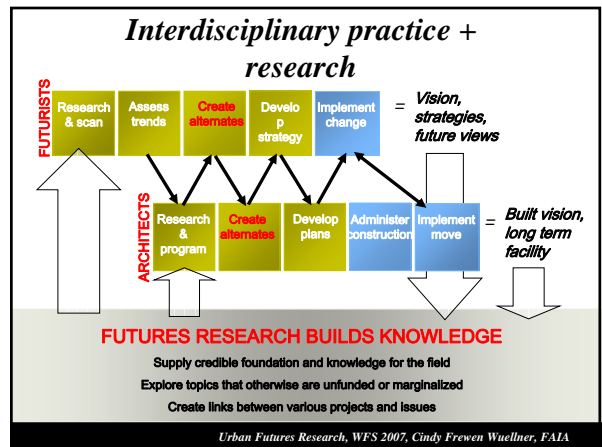 Interdisciplinary practice +
research
FUTURISTS
Research
& scan
Assess
trends
Create
alternates
Develo
p
strategy
Implement
change
= Vision,
strategies,
future views
ARCHITECTS
Research
&
program
Create
alternates
Develop
plans
Administer
construction
Implement
move
= Built vision,
long term
facility
FUTURES RESEARCH BUILDS KNOWLEDGE
Supply credible foundation and knowledge for the field
Explore topics that otherwise are unfunded or marginalized
Create links between various projects and issues
Urban Futures Research, WFS 2007, Cindy Frewen Wuellner, FAIA